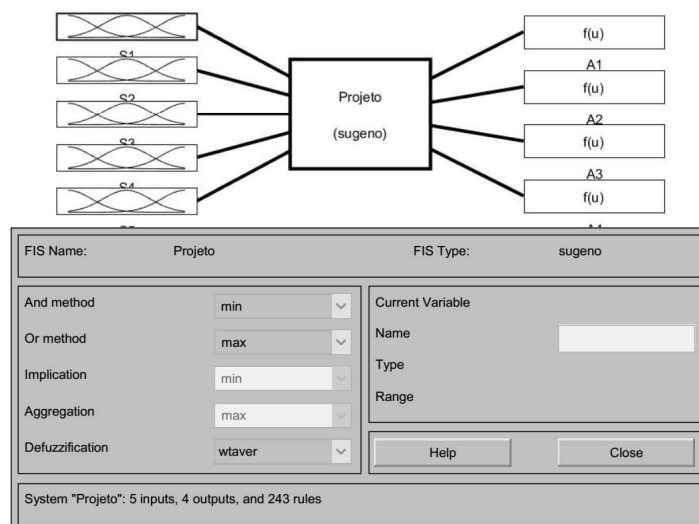 S1
S2
S3
S4
Projeto
(sugeno)
f(u)
A1
f(u)
A2
f(u)
A3
f(u)
FIS Name: Projeto FIS Type: sugeno
And method min
Or method max
Implication min
Aggregation max
Defuzzification wtaver
Current Variable
Name
Type
Range
Help Close
System "Projeto": 5 inputs, 4 outputs, and 243 rules